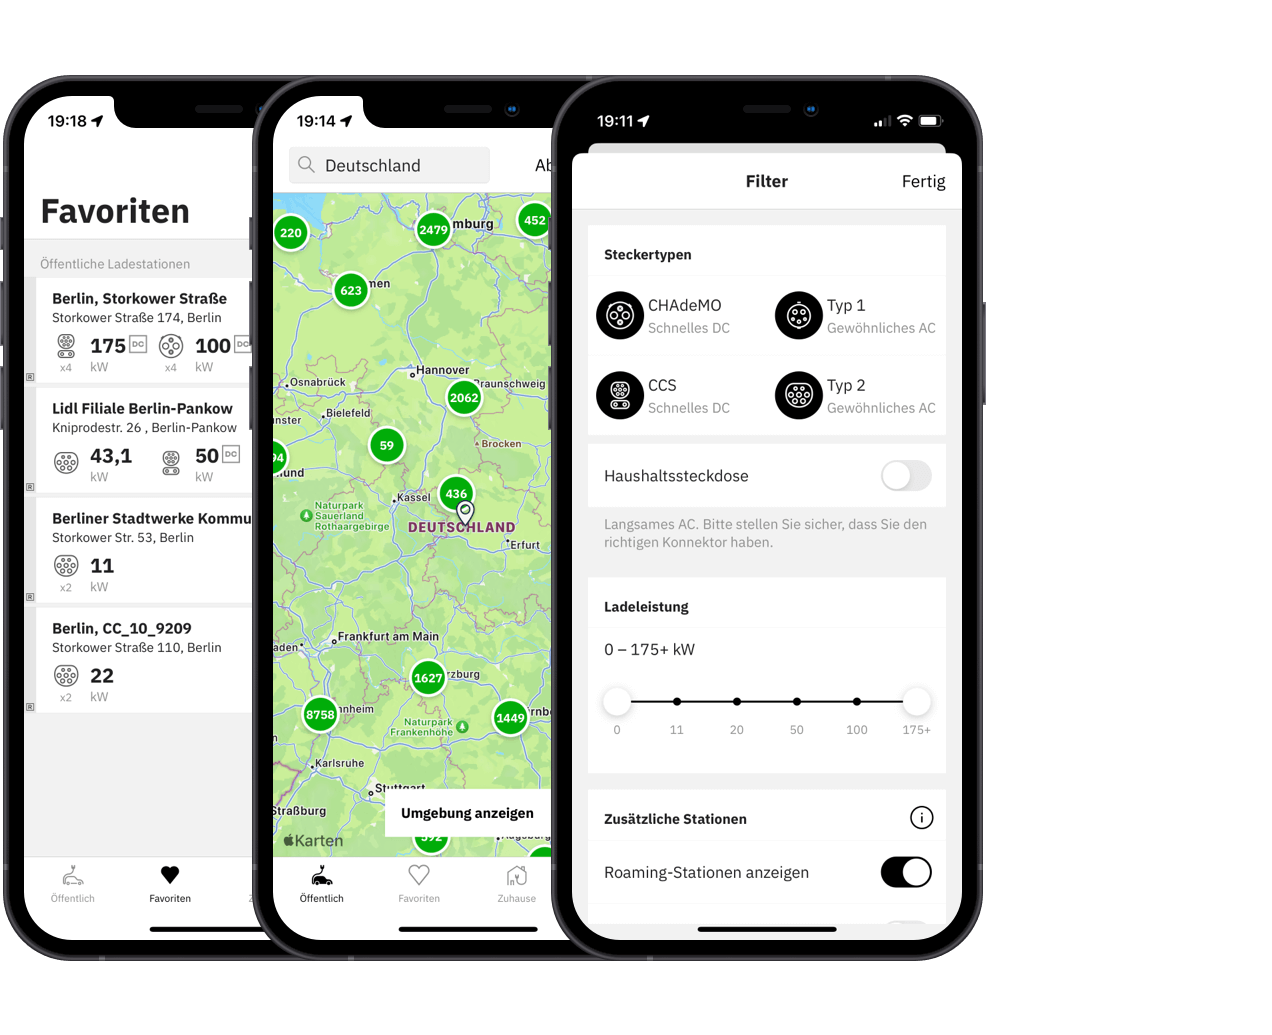 19:18
Favoriten
Öffentliche Ladestationen
Berlin, Storkower Straße
Storkower Straße 174, Berlin
175 DC 100 DC
x4 kW x4 kW
R
Lidl Filiale Berlin-Pankow
Kniprodestr. 26 , Berlin-Pankow
43,1 50 DC
kW kW
R
Berliner Stadtwerke Kommu
Storkower Str. 53, Berlin
11
x2 kW
R
Berlin, CC_10_9209
Storkower Straße 110, Berlin
22
x2 kW
R
Öffentlich Favoriten Z
19:14
Deutschland Ab
220 2479 mburg 452
623 men
Hannover
Osnabrück Braunschweig
2062
Bielefeld
nster
59 Brocken
94
und
436
Kassel
Naturpark
Sauerland
Rothaargebirge
DEUTSCHLAND
Erfurt
Frankfurt am Main
aden
1627 rzburg
8758 nnheim 1449 rnbe
Naturpark
Frankenhöhe
n
Karlsruhe
Stuttgart
Straßburg
Umgebung anzeigen
392 Augsburg
Karten
Öffentlich Favoriten Zuhause
19:11
Filter Fertig
Steckertypen
CHAdeMO Typ 1
Schnelles DC Gewöhnliches AC
CCS Typ 2
Schnelles DC Gewöhnliches AC
Haushaltssteckdose
Langsames AC. Bitte stellen Sie sicher, dass Sie den
richtigen Konnektor haben.
Ladeleistung
0 – 175+ kW
0 11 20 50 100 175+
Zusätzliche Stationen
Roaming-Stationen anzeigen